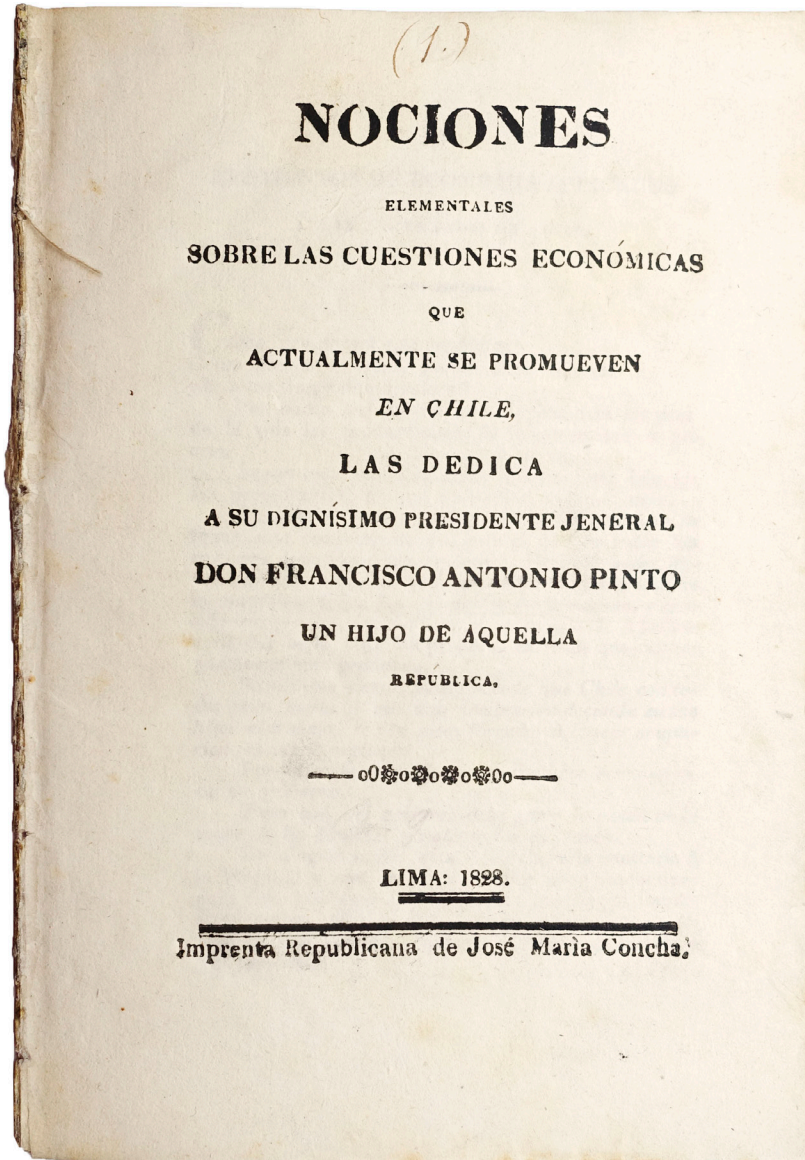 (1.)
NOCIONES
ELEMENTALES
SOBRE LAS CUESTIONES ECONÓMICAS
QUE
ACTUALMENTE SE PROMUEVEN
EN CHILE,
LAS DEDICA
A SU DIGNÍSIMO PRESIDENTE JENERAL
DON FRANCISCO ANTONIO PINTO
UN HIJO DE AQUELLA
REPÚBLICA,
LIMA: 1828.
Imprenta Republicana de José Marìa Concha.